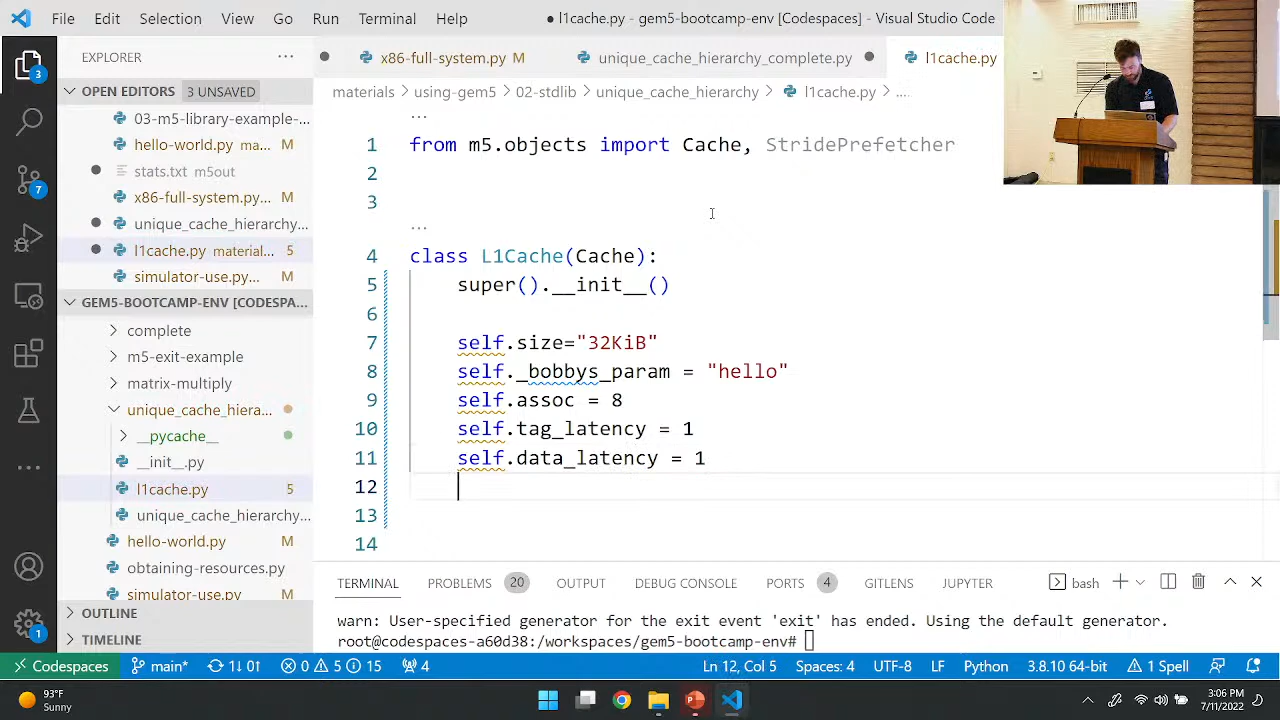 File Edit Selection View Go Run Terminal Help
● l1cache.py - gem5-bootcamp-env [Codespaces] - Visual Studio Code
EXPLORER ···
x86-full-system.py M
unique_cache_hierarchy_complete.py
l1cache.py
OPEN EDITORS 3 UNSAVED
materials > using-gem5 > 02-stdlib > unique_cache_hierarchy > l1cache.py > ...
03-m5-library-example-...
hello-world.py ma... M
stats.txt m5out
x86-full-system.py... M
unique_cache_hierarchy...
l1cache.py material... 5
simulator-use.py... M
GEM5-BOOTCAMP-ENV [CODESPA...
complete
m5-exit-example
matrix-multiply
unique_cache_hiera...
__pycache__
__init__.py
l1cache.py 5
unique_cache_hierarchy...
hello-world.py M
obtaining-resources.py
simulator-use.py M
OUTLINE
TIMELINE
3
7
1
···
1 from m5.objects import Cache, StridePrefetcher
2
3
···
4 class L1Cache(Cache):
5 super().__init__()
6
7 self.size="32KiB"
8 self._bobbys_param = "hello"
9 self.assoc = 8
10 self.tag_latency = 1
11 self.data_latency = 1
12
13
14
TERMINAL PROBLEMS 20 OUTPUT DEBUG CONSOLE PORTS 4 GITLENS JUPYTER bash
warn: User-specified generator for the exit event 'exit' has ended. Using the default generator.
root@codespaces-a60d38:/workspaces/gem5-bootcamp-env#
Codespaces main* 1↓ 0↑ 0 5 15 4 Ln 12, Col 5 Spaces: 4 UTF-8 LF Python 3.8.10 64-bit 1 Spell
93°F
Sunny
3:06 PM
7/11/2022